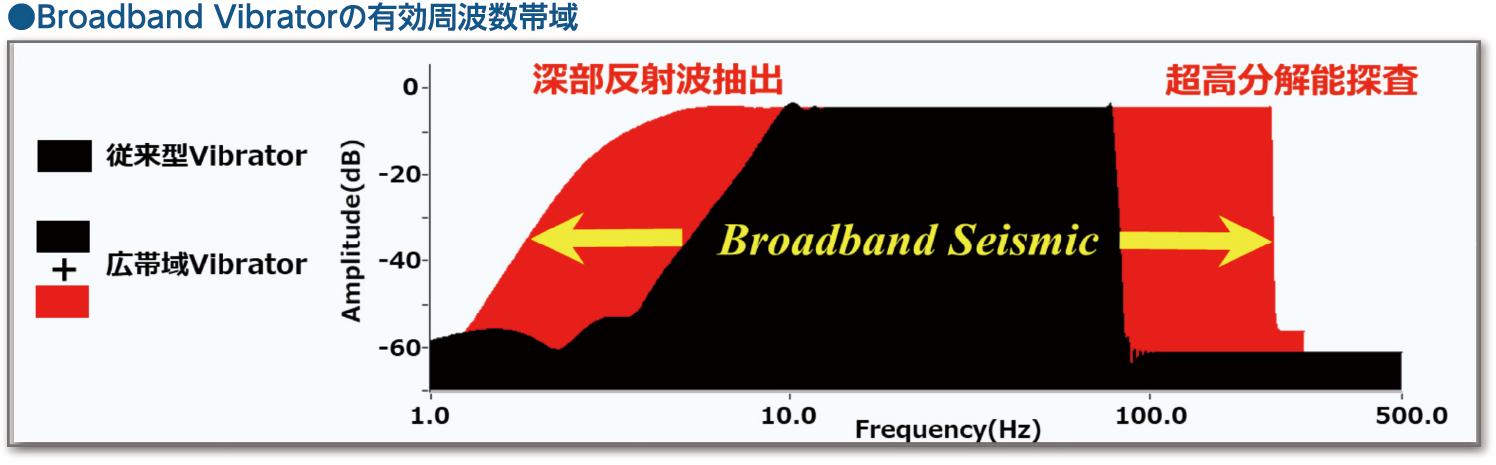 ●Broadband Vibratorの有効周波数帯域
深部反射波抽出
超高分解能探査
従来型Vibrator
+
広帯域Vibrator
Amplitude(dB)
0
-20
-40
-60
Broadband Seismic
1.0
10.0
100.0
500.0
Frequency(Hz)